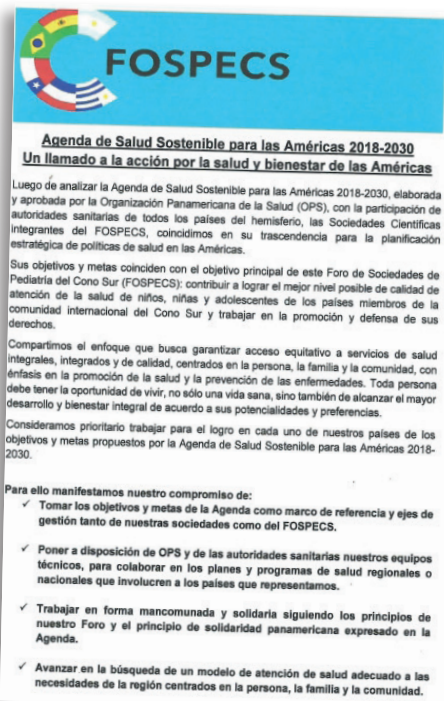 FOSPECS
Agenda de Salud Sostenible para las Américas 2018-2030
Un llamado a la acción por la salud y bienestar de las Américas
Luego de analizar la Agenda de Salud Sostenible para las Américas 2018-2030, elaborada
y aprobada por la Organización Panamericana de la Salud (OPS), con la participación de
autoridades sanitarias de todos los países del hemisferio, las Sociedades Científicas
integrantes del FOSPECS, coincidimos en su trascendencia para la planificación
estratégica de políticas de salud en las Américas.
Sus objetivos y metas coinciden con el objetivo principal de este Foro de Sociedades de
Pediatría del Cono Sur (FOSPECS): contribuir a lograr el mejor nivel posible de calidad de
atención de la salud de niños, niñas y adolescentes de los países miembros de la
comunidad internacional del Cono Sur y trabajar en la promoción y defensa de sus
derechos.
Compartimos el enfoque que busca garantizar acceso equitativo a servicios de salud
integrales, integrados y de calidad, centrados en la persona, la familia y la comunidad, con
énfasis en la promoción de la salud y la prevención de las enfermedades. Toda persona
debe tener la oportunidad de vivir, no sólo una vida sana, sino también de alcanzar el mayor
desarrollo y bienestar integral de acuerdo a sus potencialidades y preferencias.
Consideramos prioritario trabajar para el logro en cada uno de nuestros países de los
objetivos y metas propuestos por la Agenda de Salud Sostenible para las Américas 2018-
2030.
Para ello manifestamos nuestro compromiso de:
✓ Tomar los objetivos y metas de la Agenda como marco de referencia y ejes de
gestión tanto de nuestras sociedades como del FOSPECS.
✓ Poner a disposición de OPS y de las autoridades sanitarias nuestros equipos
técnicos, para colaborar en los planes y programas de salud regionales o
nacionales que involucren a los países que representamos.
✓ Trabajar en forma mancomunada y solidaria siguiendo los principios de
nuestro Foro y el principio de solidaridad panamericana expresado en la
Agenda.
✓ Avanzar en la búsqueda de un modelo de atención de salud adecuado a las
necesidades de la región centrados en la persona, la familia y la comunidad.